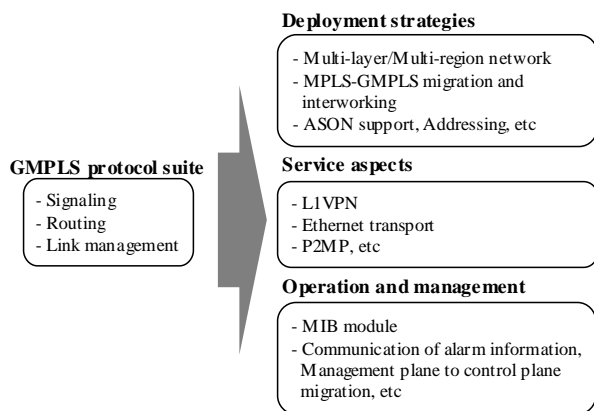 GMPLS protocol suite
- Signaling
- Routing
- Link management
Deployment strategies
- Multi-layer/Multi-region network
- MPLS-GMPLS migration and
interworking
- ASON support, Addressing, etc
Service aspects
- L1VPN
- Ethernet transport
- P2MP, etc
Operation and management
- MIB module
- Communication of alarm information,
Management plane to control plane
migration, etc